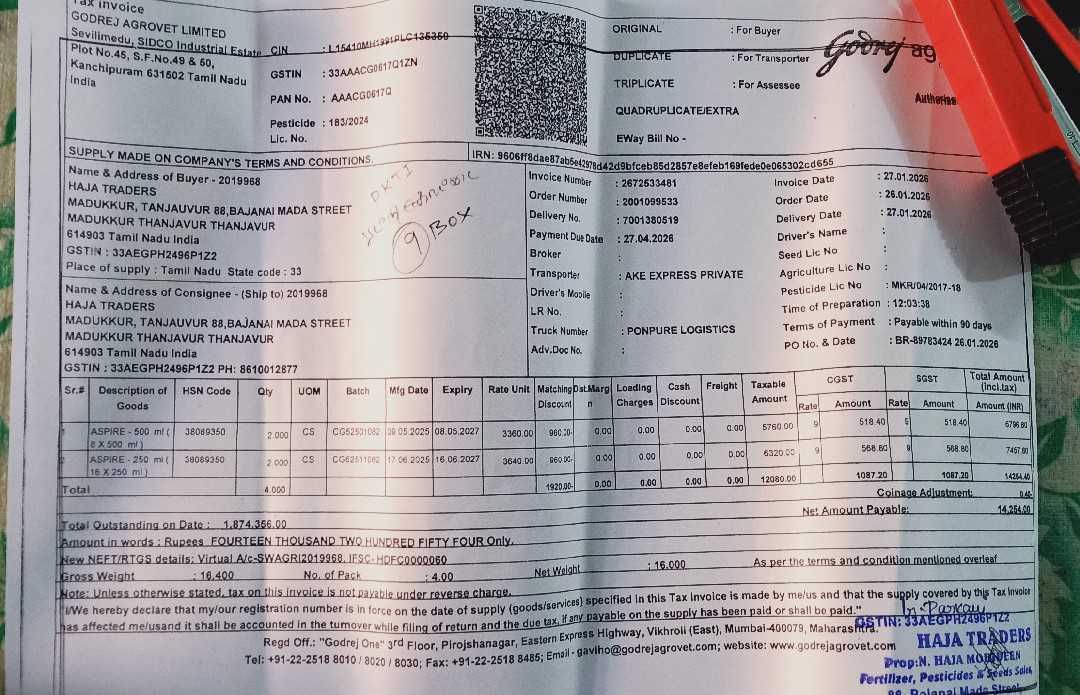 Tax Invoice
GODREJ AGROVET LIMITED
Sevilimedu, SIDCO Industrial Estate
Plot No.45, S.F.No.49 & 50,
Kanchipuram 631502 Tamil Nadu
India
CIN : L15410MH1991PLC135359
GSTIN : 33AAACG0617Q1ZN
PAN No. : AAACG0617Q
Pesticide : 183/2024
Lic. No.
ORIGINAL : For Buyer
DUPLICATE : For Transporter
TRIPLICATE : For Assessee
QUADRUPLICATE/EXTRA
EWay Bill No -
Godrej ag
Authoris
SUPPLY MADE ON COMPANY'S TERMS AND CONDITIONS.
IRN: 9606ff8dae87ab5e42978d42d9bfceb85d2857e8efeb169fede0e065302cd655
Name & Address of Buyer - 2019968
HAJA TRADERS
MADUKKUR, TANJAUVUR 88,BAJANAI MADA STREET
MADUKKUR THANJAVUR THANJAVUR
614903 Tamil Nadu India
GSTIN : 33AEGPH2496P1Z2
Place of supply : Tamil Nadu State code : 33
9 BOX
Name & Address of Consignee - (Ship to) 2019968
HAJA TRADERS
MADUKKUR, TANJAUVUR 88,BAJANAI MADA STREET
MADUKKUR THANJAVUR THANJAVUR
614903 Tamil Nadu India
GSTIN : 33AEGPH2496P1Z2 PH: 8610012877
Invoice Number : 2672533481
Order Number : 2001099533
Delivery No. : 7001380519
Payment Due Date : 27.04.2026
Broker :
Transporter : AKE EXPRESS PRIVATE
Driver's Mobile :
LR No. :
Truck Number : PONPURE LOGISTICS
Adv.Doc No. :
Invoice Date : 27.01.2026
Order Date : 26.01.2026
Delivery Date : 27.01.2026
Driver's Name :
Seed Lic No :
Agriculture Lic No :
Pesticide Lic No : MKR/04/2017-18
Time of Preparation : 12:03:38
Terms of Payment : Payable within 90 days
PO No. & Date : BR-89783424 26.01.2026
Sr.# Description of Goods HSN Code Qty UOM Batch Mfg Date Expiry Rate Unit Matching Discount Dst.Margin Loading Charges Cash Discount Freight Taxable Amount CGST Rate Amount SGST Rate Amount Total Amount (incl.tax) Amount (INR)
1 ASPIRE - 500 ml ( 8 X 500 ml ) 38089350 2.000 CS 09.05.2025 08.05.2027 3360.00 960.00- 0.00 0.00 0.00 0.00 5760.00 9 518.40 9 518.40 6796.80
2 ASPIRE - 250 ml ( 16 X 250 ml ) 38089350 2.000 CS 17.06.2025 16.06.2027 3640.00 960.00- 0.00 0.00 0.00 0.00 6320.00 9 568.80 9 568.80 7457.60
Total 4.000 1920.00- 0.00 0.00 0.00 0.00 12080.00 1087.20 1087.20 14254.40
Coinage Adjustment: 0.40-
Net Amount Payable: 14,254.00
Total Outstanding on Date : 1,874,356.00
Amount in words : Rupees FOURTEEN THOUSAND TWO HUNDRED FIFTY FOUR Only.
New NEFT/RTGS details: Virtual A/c-SWAGRI2019968, IFSC-HDFC0000060
Gross Weight : 16.400 No. of Pack : 4.00 Net Weight : 16.000 As per the terms and condition mentioned overleaf
Note: Unless otherwise stated, tax on this invoice is not payable under reverse charge.
"I/We hereby declare that my/our registration number is in force on the date of supply (goods/services) specified in this Tax Invoice is made by me/us and that the supply covered by this Tax Invoice
has affected me/usand it shall be accounted in the turnover while filing of return and the due tax, if any payable on the supply has been paid or shall be paid."
Regd Off.: "Godrej One" 3rd Floor, Pirojshanagar, Eastern Express Highway, Vikhroli (East), Mumbai-400079, Maharashtra.
Tel: +91-22-2518 8010 / 8020 / 8030; Fax: +91-22-2518 8485; Email - gavlho@godrejagrovet.com; website: www.godrejagrovet.com
GSTIN: 33AEGPH2496P1Z2
HAJA TRADERS
Prop:N. HAJA MOHIDEEN
Fertilizer, Pesticides & Seeds Sales,